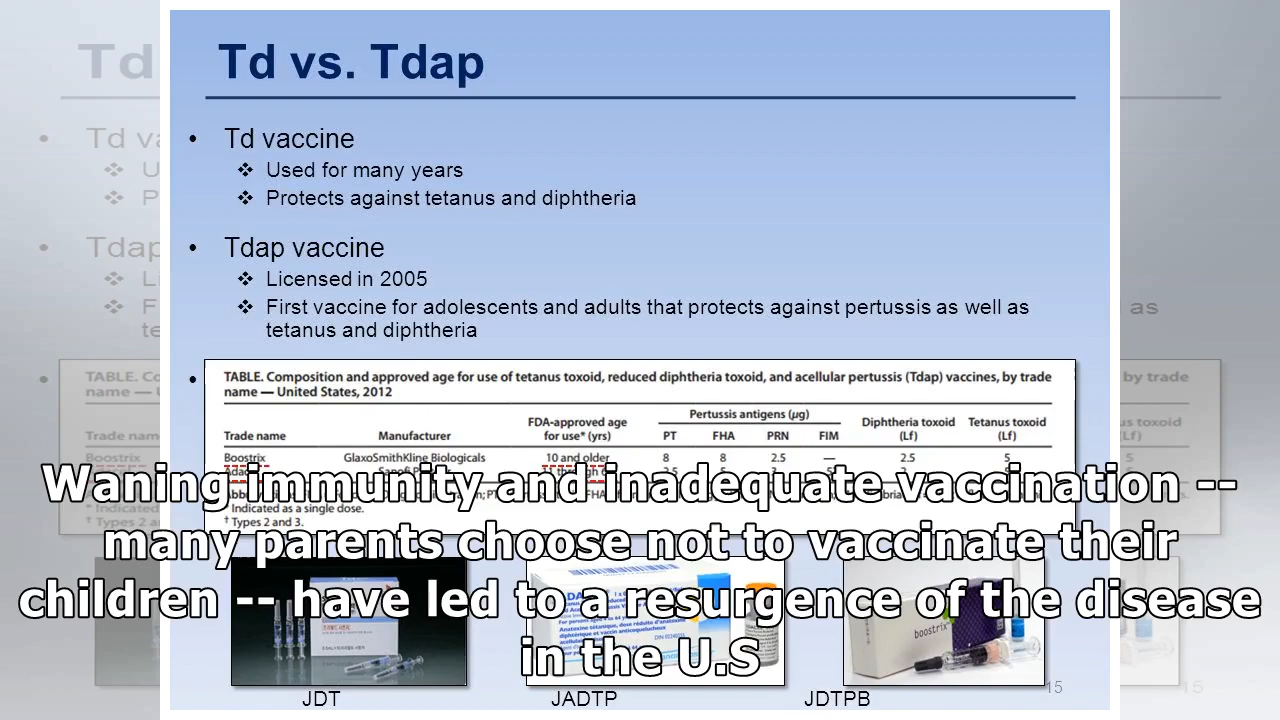 Td vs. Tdap
• Td vaccine
❖ Used for many years
❖ Protects against tetanus and diphtheria
• Tdap vaccine
❖ Licensed in 2005
❖ First vaccine for adolescents and adults that protects against pertussis as well as
tetanus and diphtheria
•
TABLE. Composition and approved age for use of tetanus toxoid, reduced diphtheria toxoid, and acellular pertussis (Tdap) vaccines, by trade
name — United States, 2012
Pertussis antigens (µg)
Trade name Manufacturer FDA-approved age for use* (yrs) PT FHA PRN FIM Diphtheria toxoid (Lf) Tetanus toxoid (Lf)
Boostrix GlaxoSmithKline Biologicals 10 and older 8 8 2.5 — 2.5 5
Indicated as a single dose.
† Types 2 and 3.
Waning immunity and inadequate vaccination --
many parents choose not to vaccinate their
children -- have led to a resurgence of the disease
in the U.S
boostrix
JDT JADTP JDTPB
15